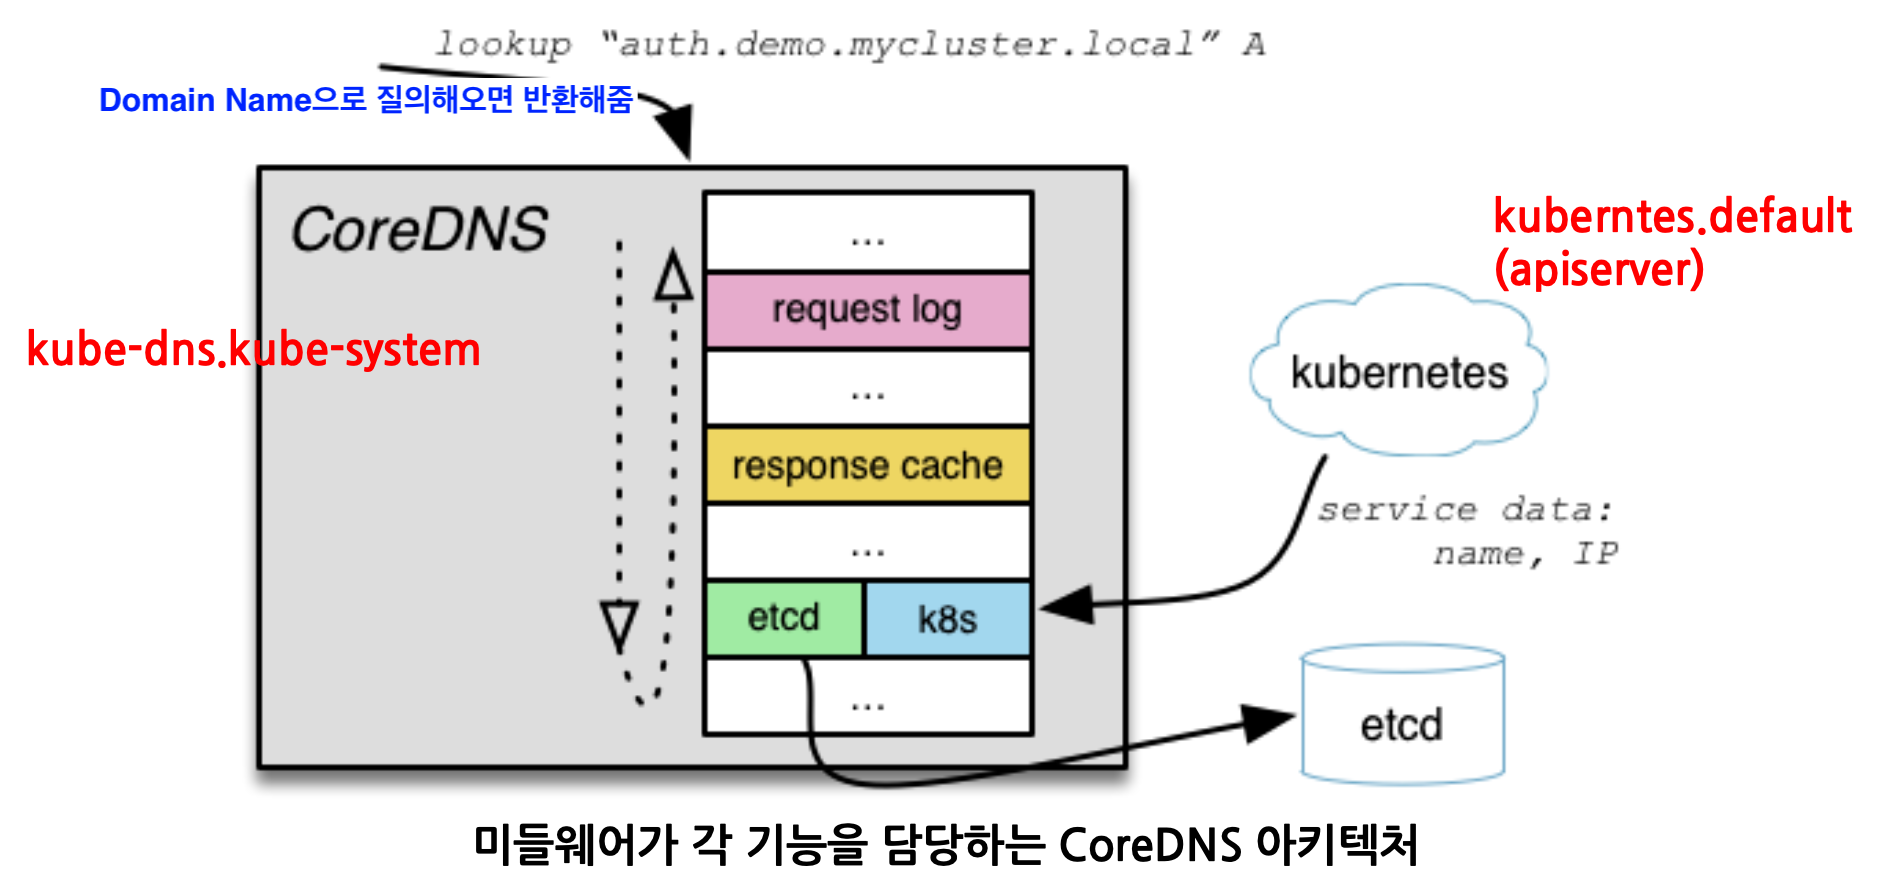 lookup “auth.demo.mycluster.local” A
Domain Name으로 질의해오면 반환해줌
CoreDNS
kube-dns.kube-system
...
request log
...
response cache
...
etcd
k8s
...
kuberntes.default
(apiserver)
kubernetes
service data:
name, IP
etcd
미들웨어가 각 기능을 담당하는 CoreDNS 아키텍처